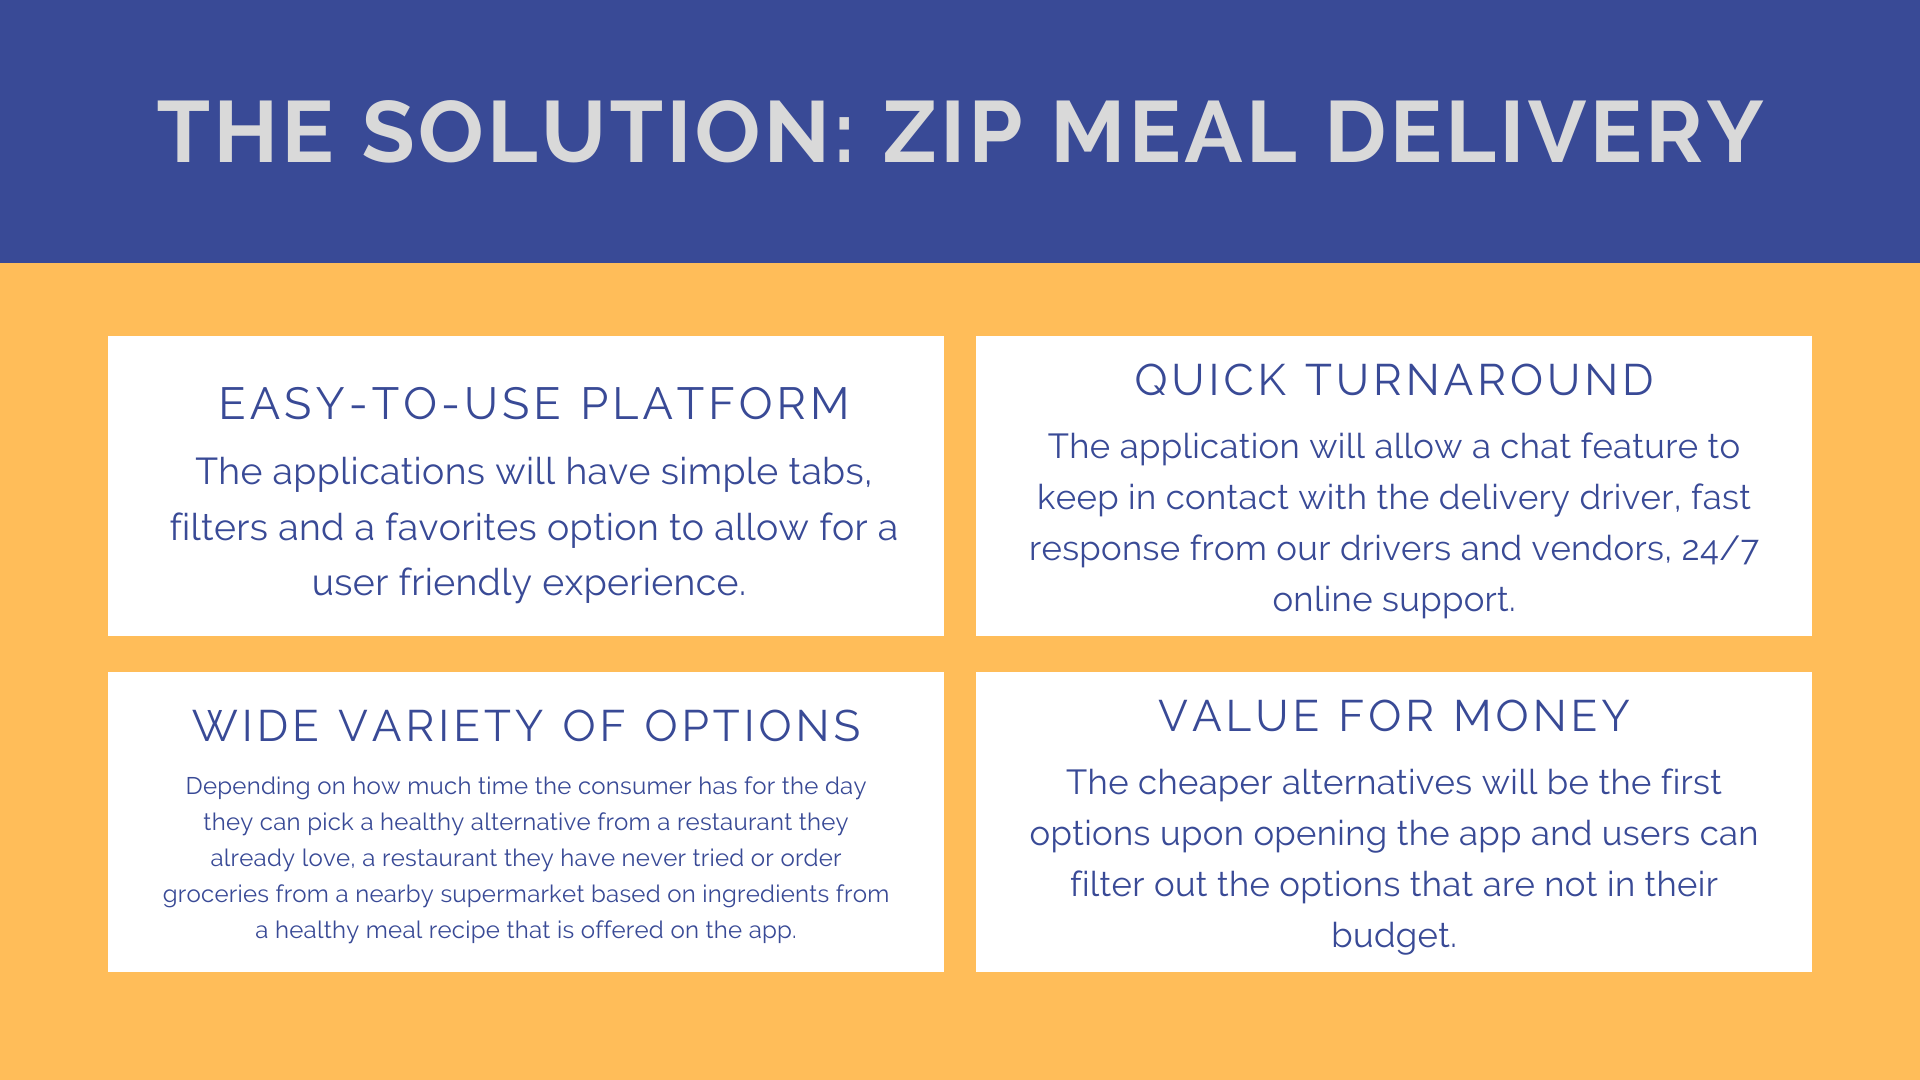 THE SOLUTION: ZIP MEAL DELIVERY
EASY-TO-USE PLATFORM
The applications will have simple tabs,
filters and a favorites option to allow for a
user friendly experience.
QUICK TURNAROUND
The application will allow a chat feature to
keep in contact with the delivery driver, fast
response from our drivers and vendors, 24/7
online support.
WIDE VARIETY OF OPTIONS
Depending on how much time the consumer has for the day
they can pick a healthy alternative from a restaurant they
already love, a restaurant they have never tried or order
groceries from a nearby supermarket based on ingredients from
a healthy meal recipe that is offered on the app.
VALUE FOR MONEY
The cheaper alternatives will be the first
options upon opening the app and users can
filter out the options that are not in their
budget.